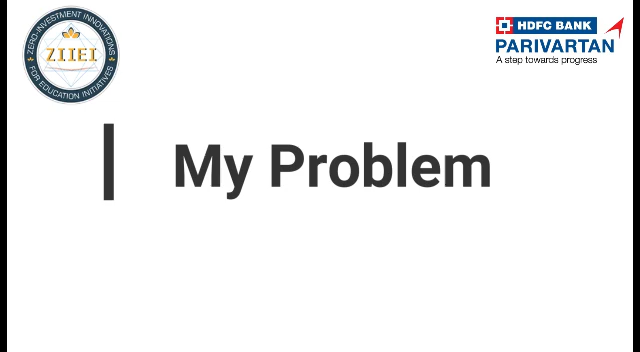 ZERO-INVESTMENT INNOVATIONS
ZIIEI
FOR EDUCATION INITIATIVES
HDFC BANK
PARIVARTAN
A step towards progress
My Problem